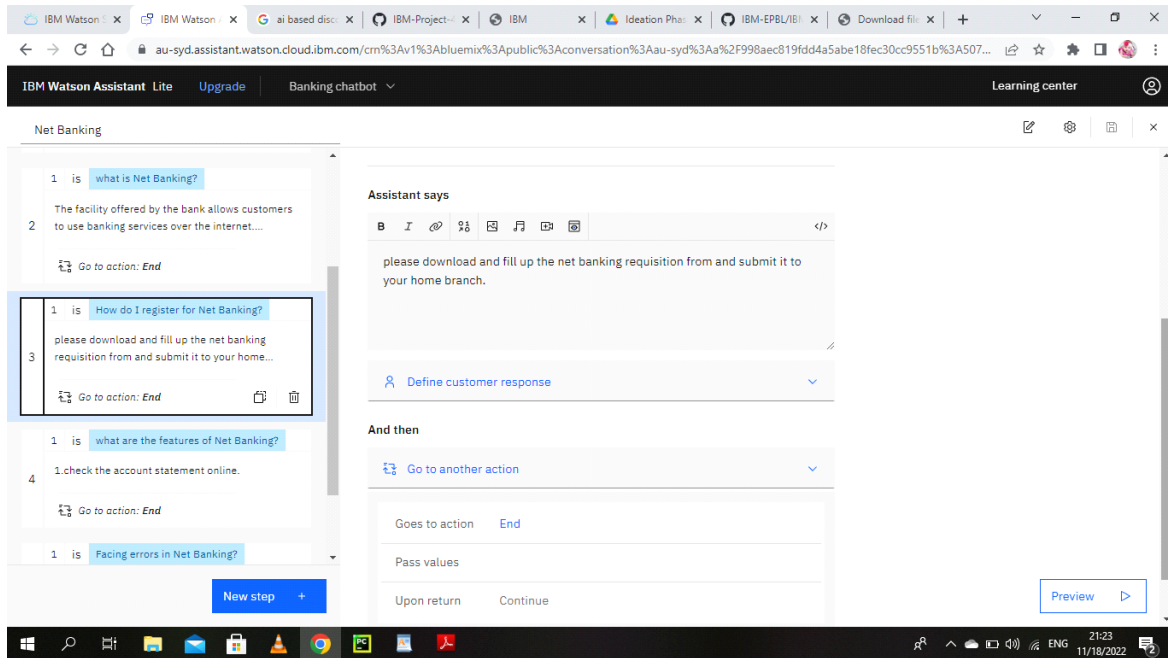 IBM Watson S
IBM Watson A
ai based disco
IBM-Project-4
IBM
Ideation Phas
IBM-EPBL/IBM
Download file
au-syd.assistant.watson.cloud.ibm.com/crn%3Av1%3Abluemix%3Apublic%3Aconversation%3Aau-syd%3Aa%2F998aec819fdd4a5abe18fec30cc9551b%3A507...
IBM Watson Assistant Lite Upgrade Banking chatbot Learning center
Net Banking
1 is what is Net Banking?
The facility offered by the bank allows customers
2 to use banking services over the internet....
Go to action: End
1 is How do I register for Net Banking?
please download and fill up the net banking
3 requisition from and submit it to your home...
Go to action: End
1 is what are the features of Net Banking?
1.check the account statement online.
4
Go to action: End
1 is Facing errors in Net Banking?
New step +
Assistant says
B I </>
please download and fill up the net banking requisition from and submit it to
your home branch.
Define customer response
And then
Go to another action
Goes to action End
Pass values
Upon return Continue
Preview
ENG
21:23
11/18/2022
2